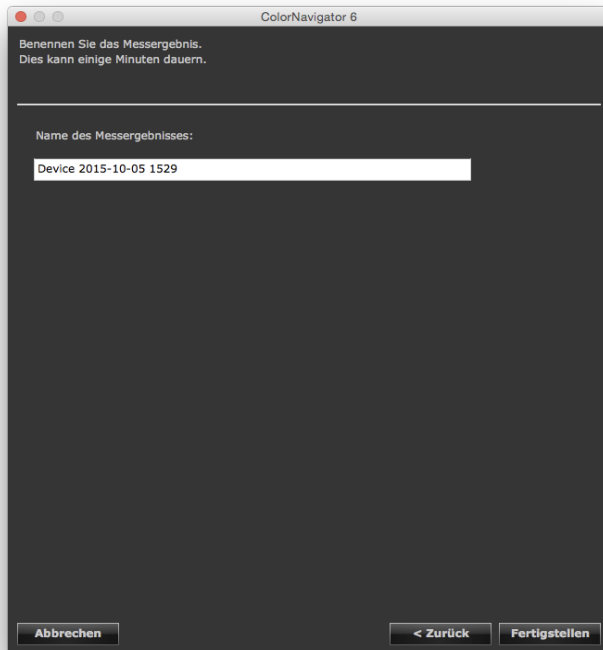 ColorNavigator 6
Benennen Sie das Messergebnis.
Dies kann einige Minuten dauern.
Name des Messergebnisses:
Device 2015-10-05 1529
Abbrechen
< Zurück
Fertigstellen